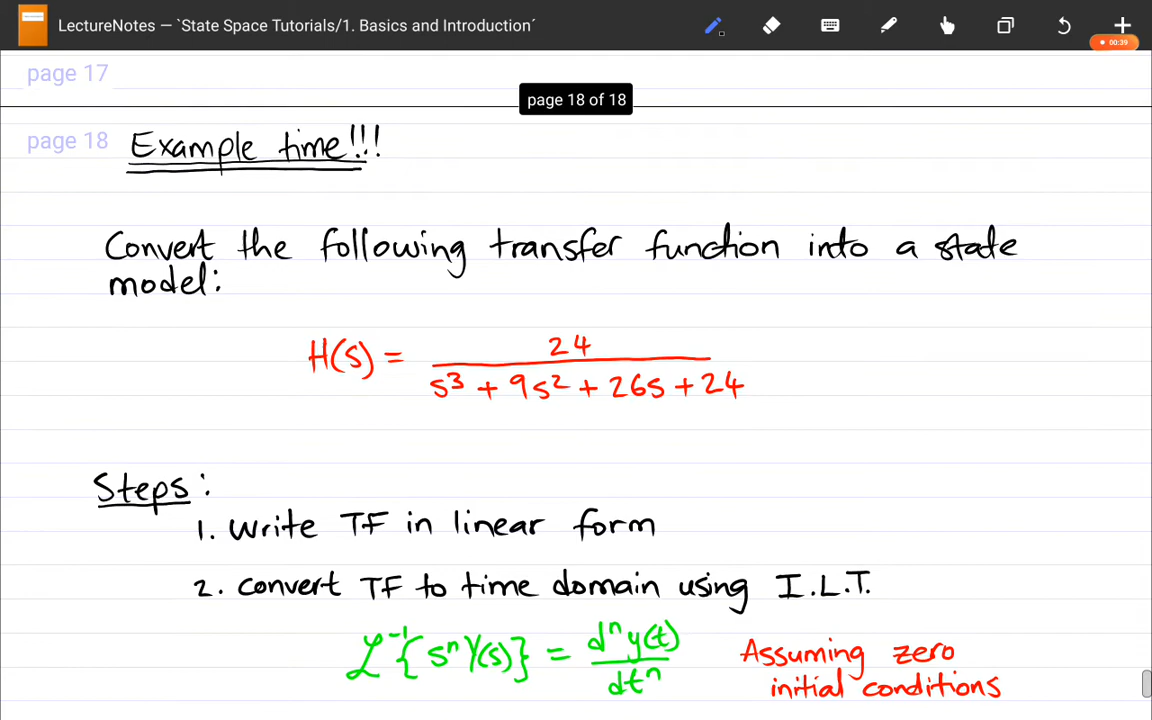 LectureNotes — `State Space Tutorials/1. Basics and Introduction´
00:39
page 17
page 18 of 18
page 18
Example time!!!
Convert the following transfer function into a state
model:
H(s) = 24 / (s³ + 9s² + 26s + 24)
Steps:
1. Write TF in linear form
2. convert TF to time domain using I.L.T.
ℒ⁻¹{sⁿY(s)} = dⁿy(t)/dtⁿ
Assuming zero
initial conditions